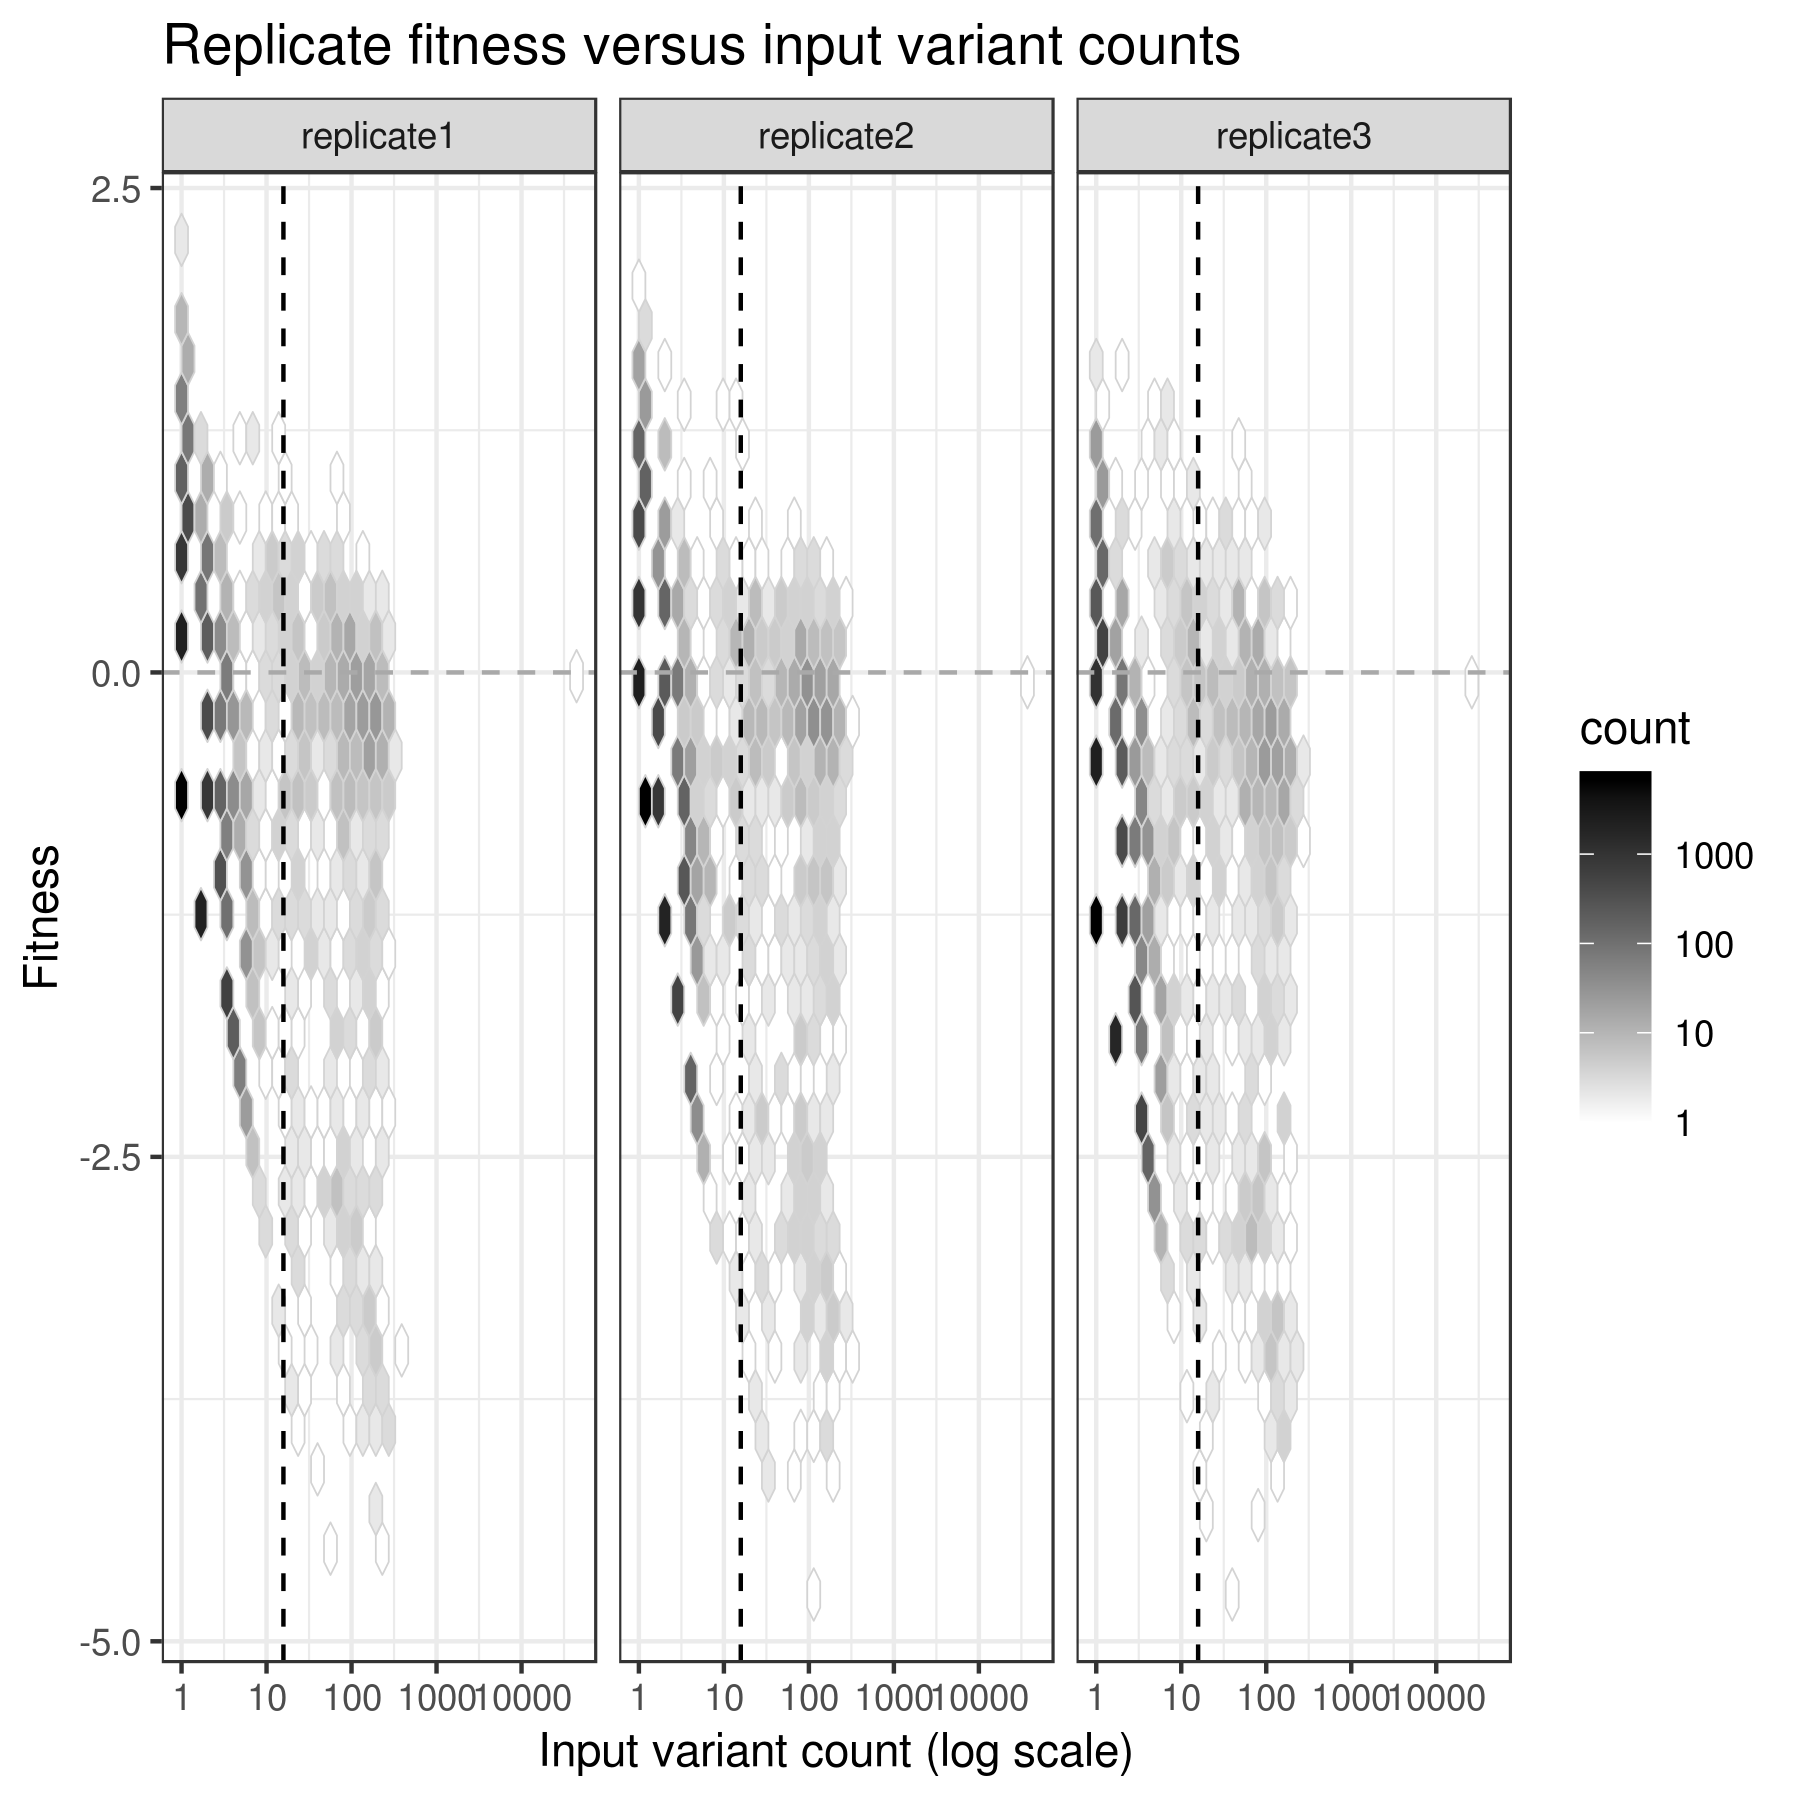 Replicate fitness versus input variant counts
replicate1 replicate2 replicate3
2.5
0.0
-2.5
-5.0
Fitness
1 10 100 1000 10000 1 10 100 1000 10000 1 10 100 1000 10000
Input variant count (log scale)
count
1000
100
10
1